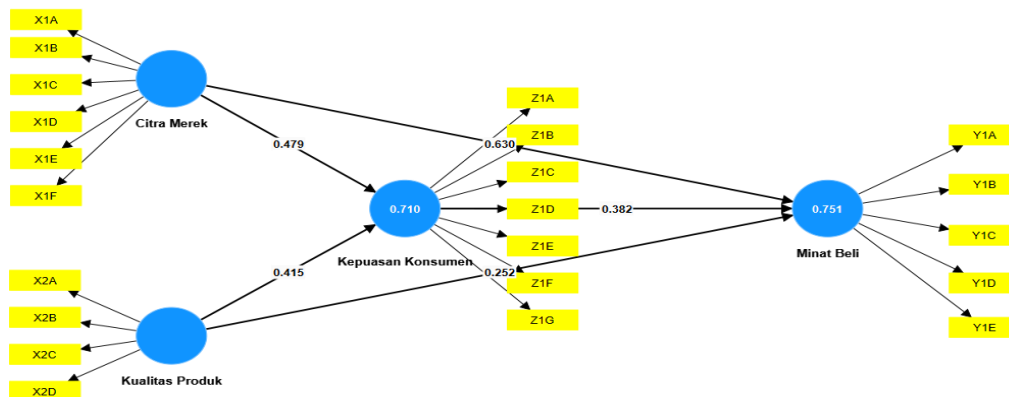 X1A
X1B
X1C
X1D
X1E
X1F
Citra Merek
0.479
0.630
Z1A
Z1B
Z1C
Z1D
Z1E
Z1F
Z1G
0.710
Kepuasan Konsumen
0.382
0.415
0.252
X2A
X2B
X2C
X2D
Kualitas Produk
0.751
Minat Beli
Y1A
Y1B
Y1C
Y1D
Y1E